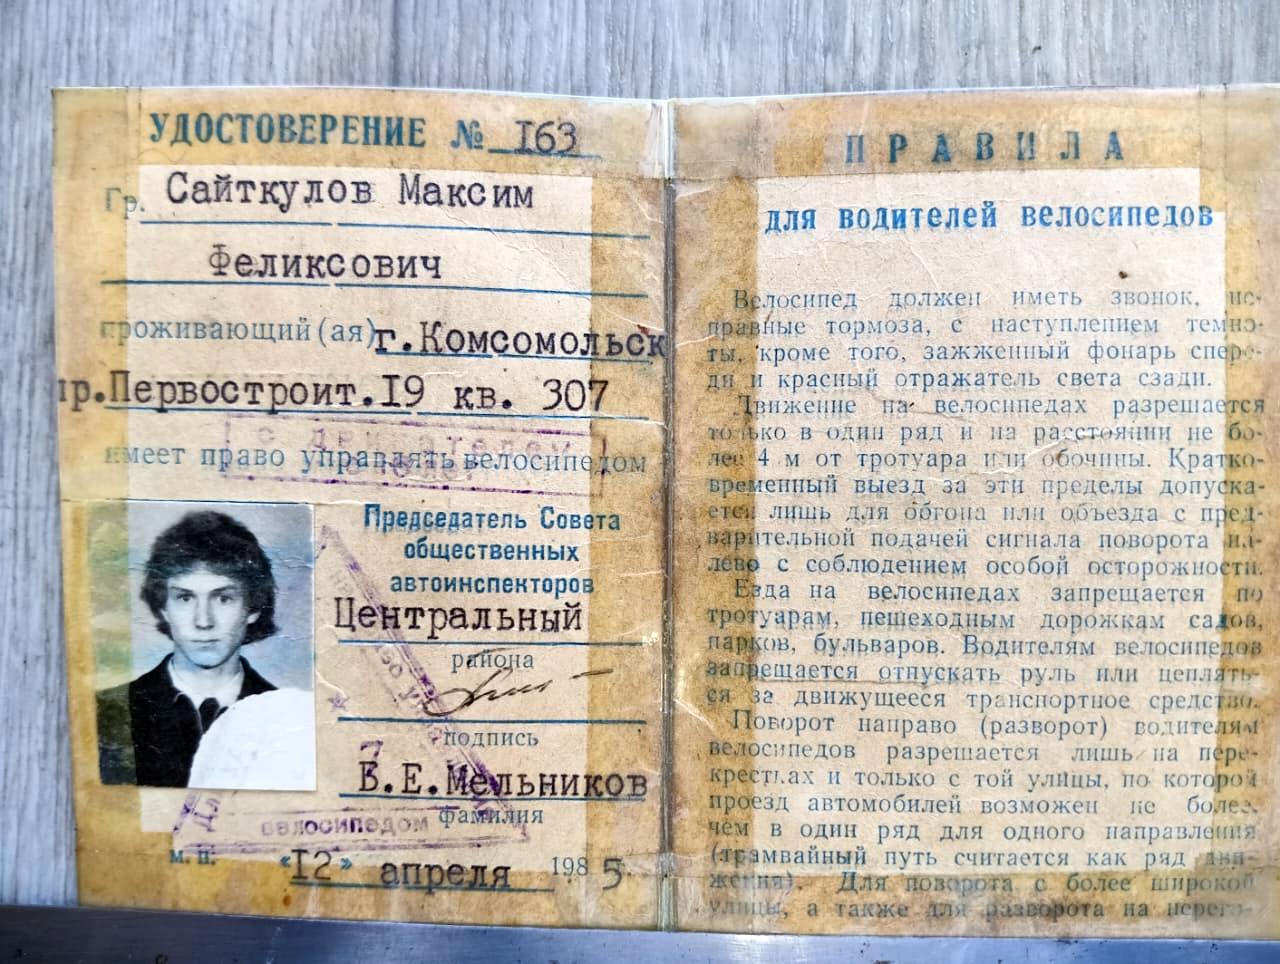 УДОСТОВЕРЕНИЕ № I63
Гр. Сайткулов Максим
Феликсович
проживающий (ая) г.Комсомольск
пр.Первостроит.I9 кв. 307
с двигателем
имеет право управлять велосипедом
Председатель Совета
общественных
автоинспекторов
Центральный
района
подпись
В.Е.Мельников
фамилия
велосипедом
м. п. «I2» апреля 1985
ПРАВИЛА
для водителей велосипедов
Велосипед должен иметь звонок, ис-
правные тормоза, с наступлением темно-
ты, кроме того, зажженный фонарь спере-
ди и красный отражатель света сзади.
Движение на велосипедах разрешается
только в один ряд и на расстоянии не бо-
лее 4 м от тротуара или обочины. Кратко-
временный выезд за эти пределы допуска-
ется лишь для обгона или объезда с пред-
варительной подачей сигнала поворота на-
лево с соблюдением особой осторожности.
Езда на велосипедах запрещается по
тротуарам, пешеходным дорожкам садов,
парков, бульваров. Водителям велосипедов
запрещается отпускать руль или цеплять-
ся за движущееся транспортное средство.
Поворот направо (разворот) водителям
велосипедов разрешается лишь на пере-
крестках и только с той улицы, по которой
проезд автомобилей возможен не более,
чем в один ряд для одного направления
(трамвайный путь считается как ряд дви-
жения). Для поворота с более широкой
улицы, а также для разворота на перего-